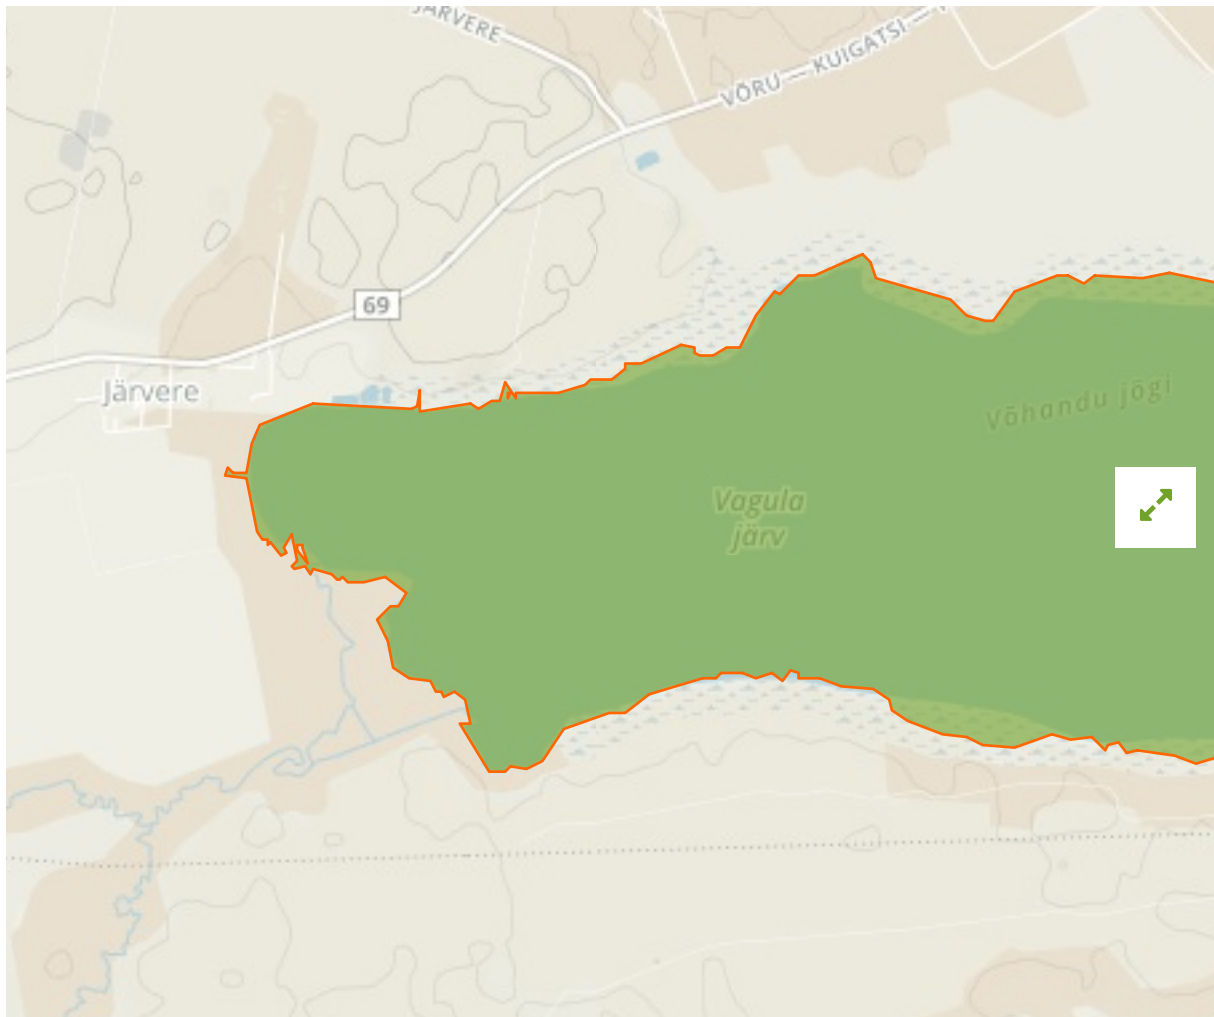 JÄRVERE
VÕRU — KUIGATSI —
69
Järvere
Võhandu jõgi
Vagula
järv